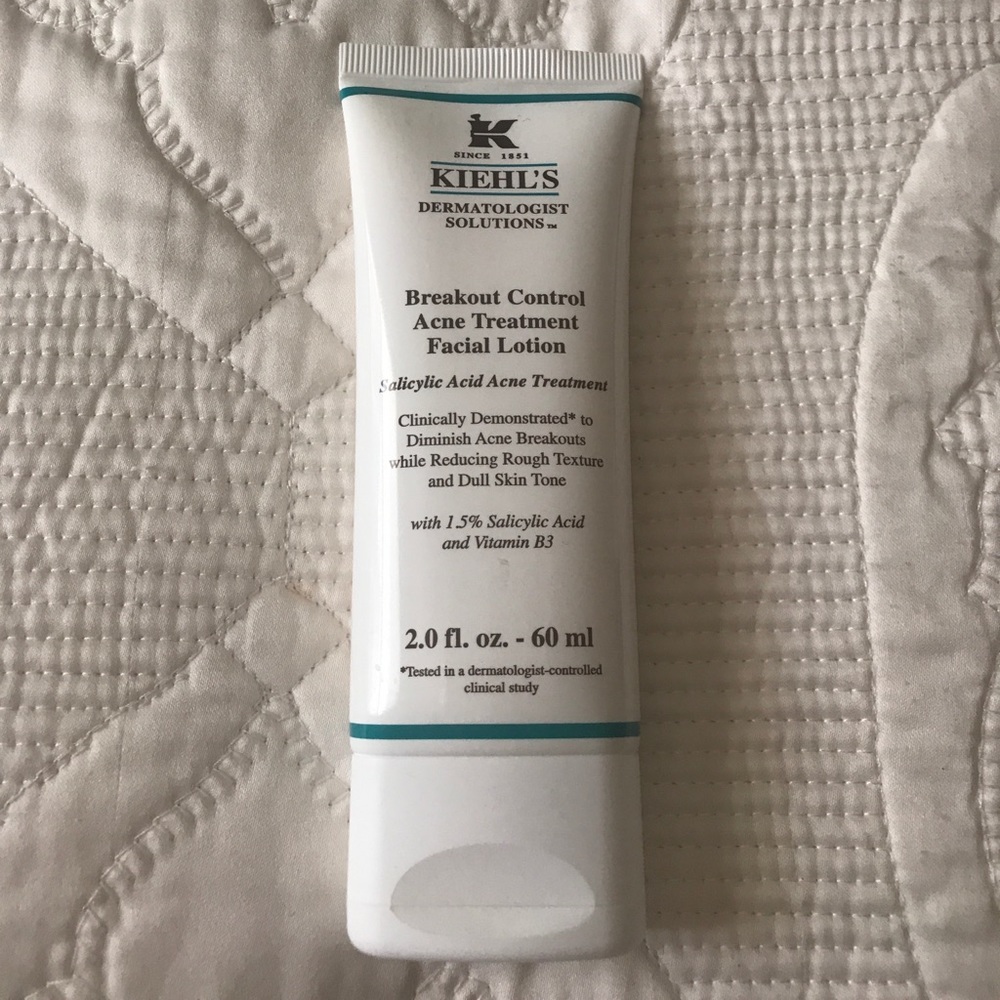 K
SINCE 1851
KIEHL'S
DERMATOLOGIST
SOLUTIONS™
Breakout Control
Acne Treatment
Facial Lotion
Salicylic Acid Acne Treatment
Clinically Demonstrated* to
Diminish Acne Breakouts
while Reducing Rough Texture
and Dull Skin Tone
with 1.5% Salicylic Acid
and Vitamin B3
2.0 fl. oz. - 60 ml
*Tested in a dermatologist-controlled
clinical study